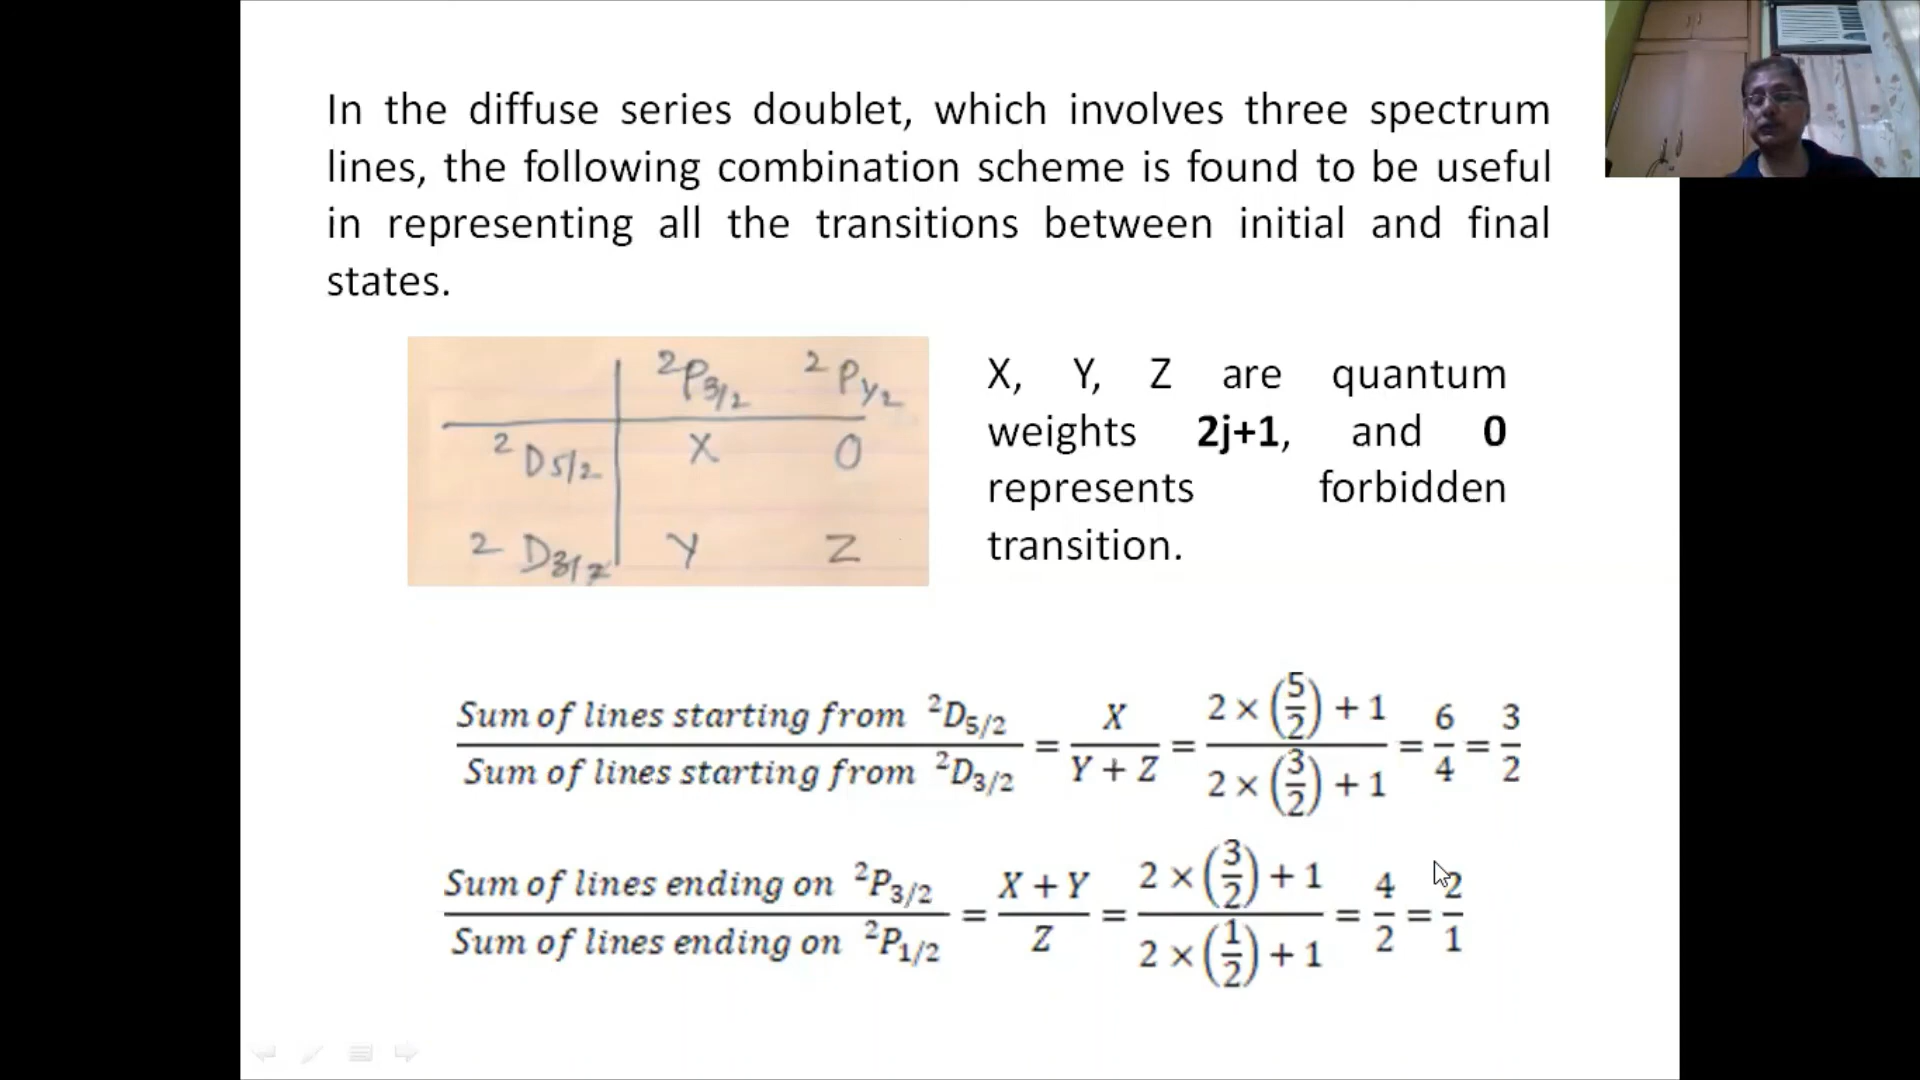 In the diffuse series doublet, which involves three spectrum
lines, the following combination scheme is found to be useful
in representing all the transitions between initial and final
states.
²P3/2 ²P1/2
²D5/2 X 0
²D3/2 Y Z
X, Y, Z are quantum
weights 2j+1, and 0
represents forbidden
transition.
Sum of lines starting from ²D5/2 / Sum of lines starting from ²D3/2 = X / Y + Z = 2 × (5/2) + 1 / 2 × (3/2) + 1 = 6/4 = 3/2
Sum of lines ending on ²P3/2 / Sum of lines ending on ²P1/2 = X + Y / Z = 2 × (3/2) + 1 / 2 × (1/2) + 1 = 4/2 = 2/1